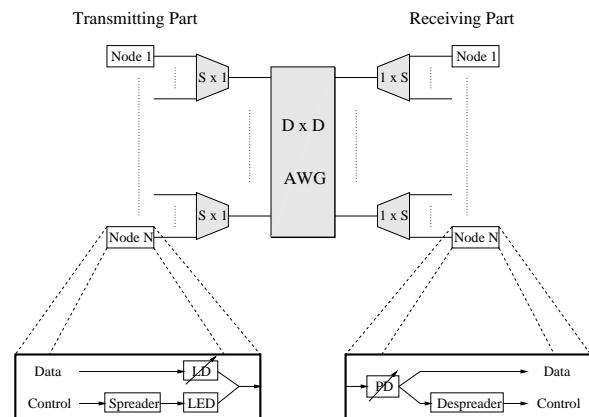 Transmitting Part
Receiving Part
Node 1
S x 1
1 x S
Node 1
D x D
AWG
S x 1
1 x S
Node N
Node N
Data
LD
Control
Spreader
LED
PD
Data
Despreader
Control